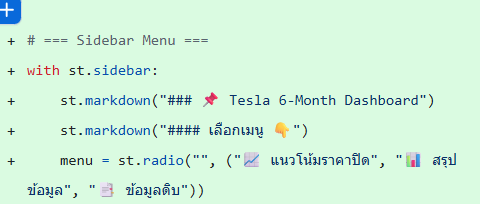 + # === Sidebar Menu ===
+ with st.sidebar:
+ st.markdown("### 📌 Tesla 6-Month Dashboard")
+ st.markdown("#### เลือกเมนู 👇")
+ menu = st.radio("", ("📈 แนวโน้มราคาปิด", "📊 สรุป
ข้อมูล", "📑 ข้อมูลดิบ"))